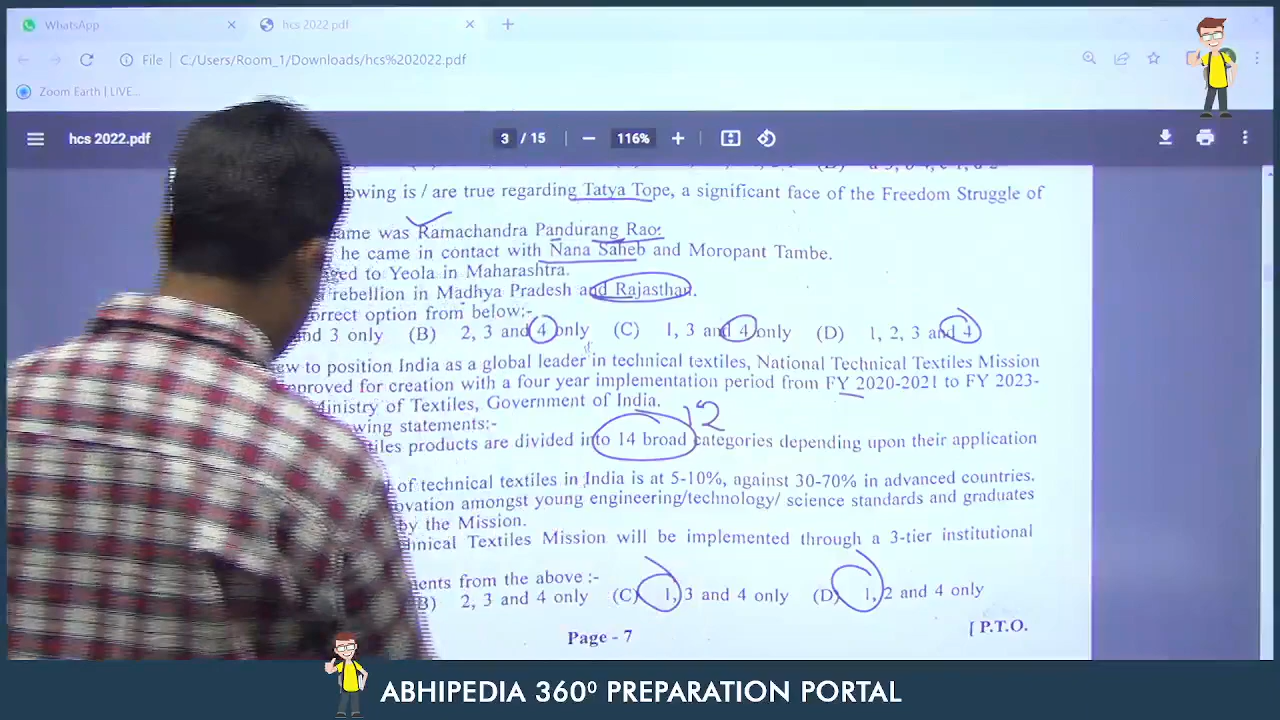 WhatsApp
hcs 2022.pdf
File | C:/Users/Room_1/Downloads/hcs%202022.pdf
Zoom Earth | LIVE...
hcs 2022.pdf
3 / 15
116%
owing is / are true regarding Tatya Tope, a significant face of the Freedom Struggle of
ame was Ramachandra Pandurang Rao.
he came in contact with Nana Saheb and Moropant Tambe.
ged to Yeola in Maharashtra.
rebellion in Madhya Pradesh and Rajasthan.
orrect option from below:-
nd 3 only (B) 2, 3 and 4 only (C) 1, 3 and 4 only (D) 1, 2, 3 and 4
ew to position India as a global leader in technical textiles, National Technical Textiles Mission
pproved for creation with a four year implementation period from FY 2020-2021 to FY 2023-
Ministry of Textiles, Government of India.
wing statements:-
12
tiles products are divided into 14 broad categories depending upon their application
of technical textiles in India is at 5-10%, against 30-70% in advanced countries.
ovation amongst young engineering/technology/ science standards and graduates
by the Mission.
hnical Textiles Mission will be implemented through a 3-tier institutional
ents from the above :-
B) 2, 3 and 4 only (C) 1, 3 and 4 only (D) 1, 2 and 4 only
Page - 7
[ P.T.O.
ABHIPEDIA 360⁰ PREPARATION PORTAL